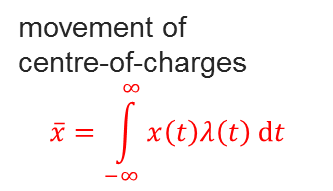 movement of
centre-of-charges
x̄ = ∫_{-∞}^{∞} x(t)λ(t) dt